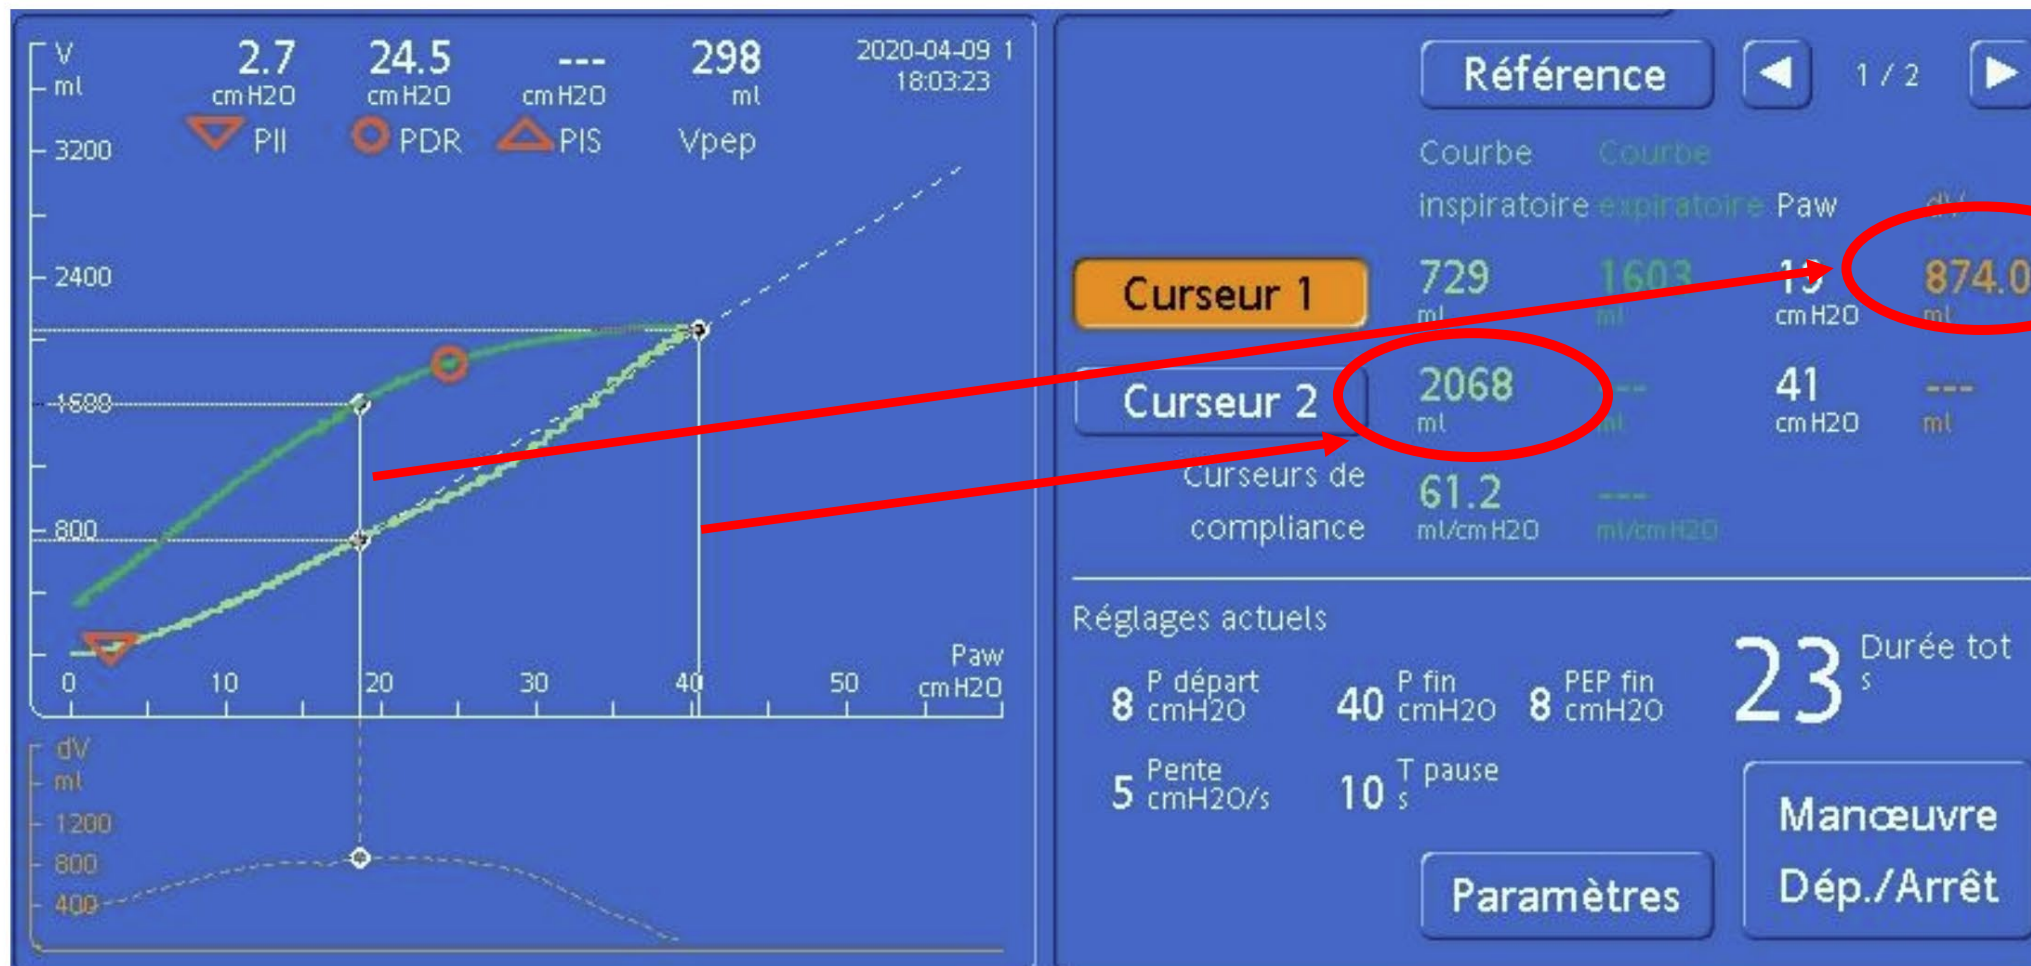 V
ml
2.7 24.5 --- 298
cmH2O cmH2O cmH2O ml
PII PDR PIS Vpep
2020-04-09 1
18:03:23
3200
2400
1600
800
Paw
cmH2O
0 10 20 30 40 50
dV
ml
1200
800
400
Référence 1 / 2
Courbe Courbe
inspiratoire expiratoire Paw dV
Curseur 1 729 1603 19 874.0
ml ml cmH2O ml
Curseur 2 2068 --- 41 ---
ml ml cmH2O ml
Curseurs de 61.2 ---
compliance ml/cmH2O ml/cmH2O
Réglages actuels
8 P départ cmH2O 40 P fin cmH2O 8 PEP fin cmH2O 23 Durée tot s
5 Pente cmH2O/s 10 T pause s
Manœuvre
Dép./Arrêt
Paramètres